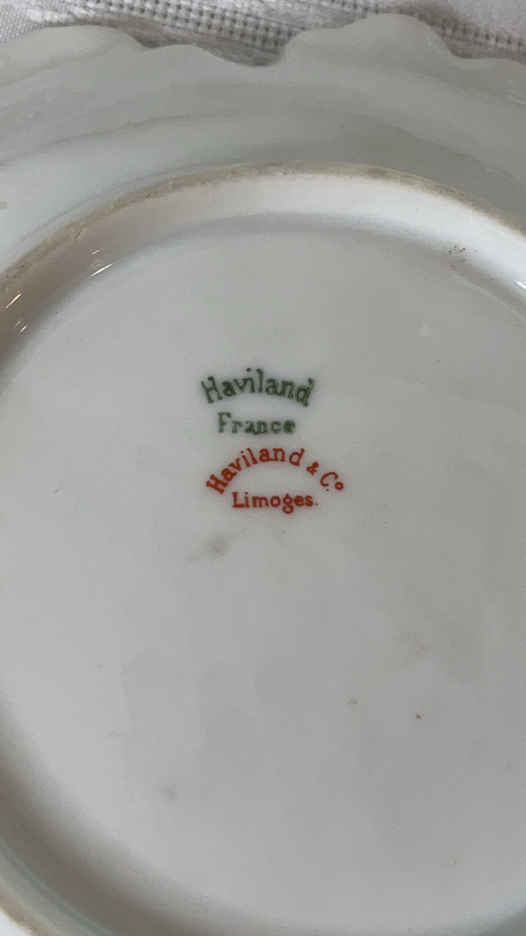 Haviland
France
Haviland & Cº
Limoges.